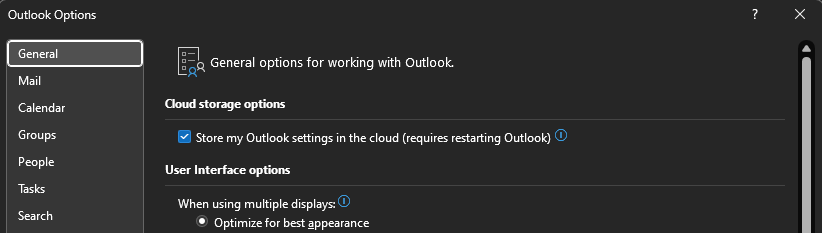 Outlook Options
General
Mail
Calendar
Groups
People
Tasks
Search
General options for working with Outlook.
Cloud storage options
Store my Outlook settings in the cloud (requires restarting Outlook)
User Interface options
When using multiple displays:
Optimize for best appearance